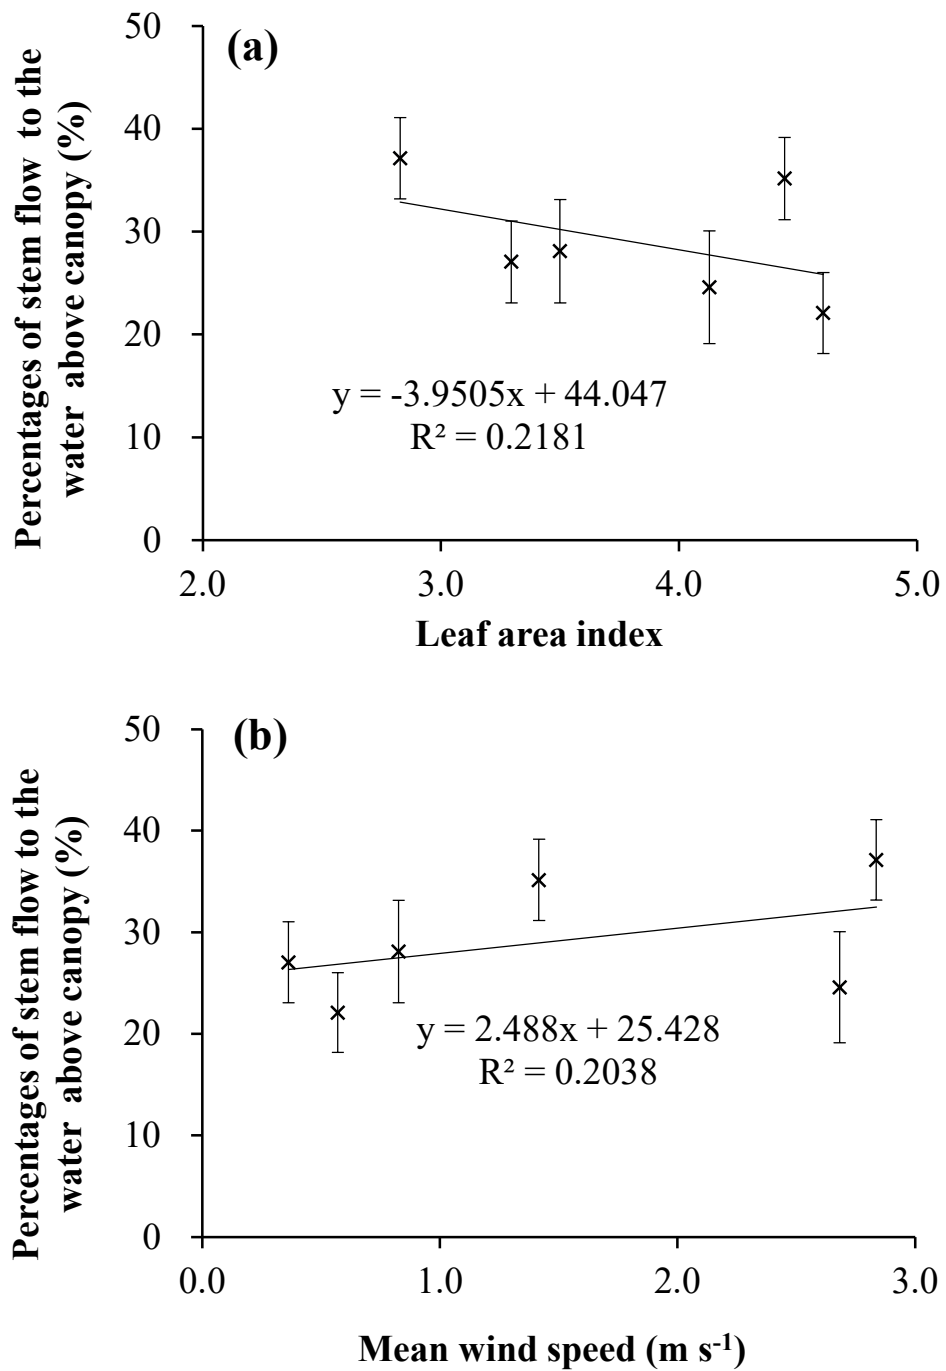 (a)
Percentages of stem flow to the
water above canopy (%)
50
40
30
20
10
0
y = -3.9505x + 44.047
R² = 0.2181
2.0 3.0 4.0 5.0
Leaf area index
(b)
Percentages of stem flow to the
water above canopy (%)
50
40
30
20
10
0
y = 2.488x + 25.428
R² = 0.2038
0.0 1.0 2.0 3.0
Mean wind speed (m s⁻¹)